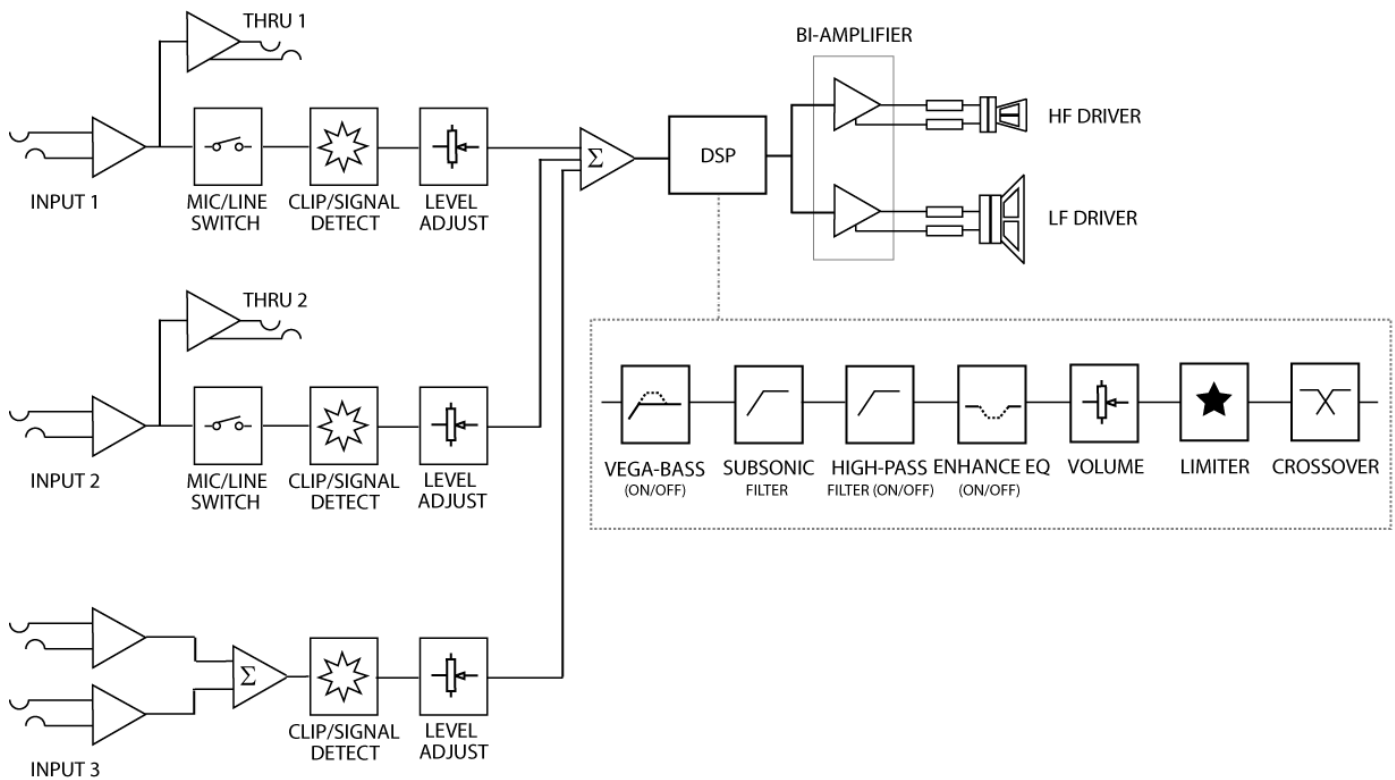 THRU 1
BI-AMPLIFIER
HF DRIVER
Σ
DSP
INPUT 1
MIC/LINE
SWITCH
CLIP/SIGNAL
DETECT
LEVEL
ADJUST
LF DRIVER
THRU 2
INPUT 2
MIC/LINE
SWITCH
CLIP/SIGNAL
DETECT
LEVEL
ADJUST
VEGA-BASS
(ON/OFF)
SUBSONIC
FILTER
HIGH-PASS
FILTER (ON/OFF)
ENHANCE EQ
(ON/OFF)
VOLUME
LIMITER
CROSSOVER
Σ
CLIP/SIGNAL
DETECT
LEVEL
ADJUST
INPUT 3